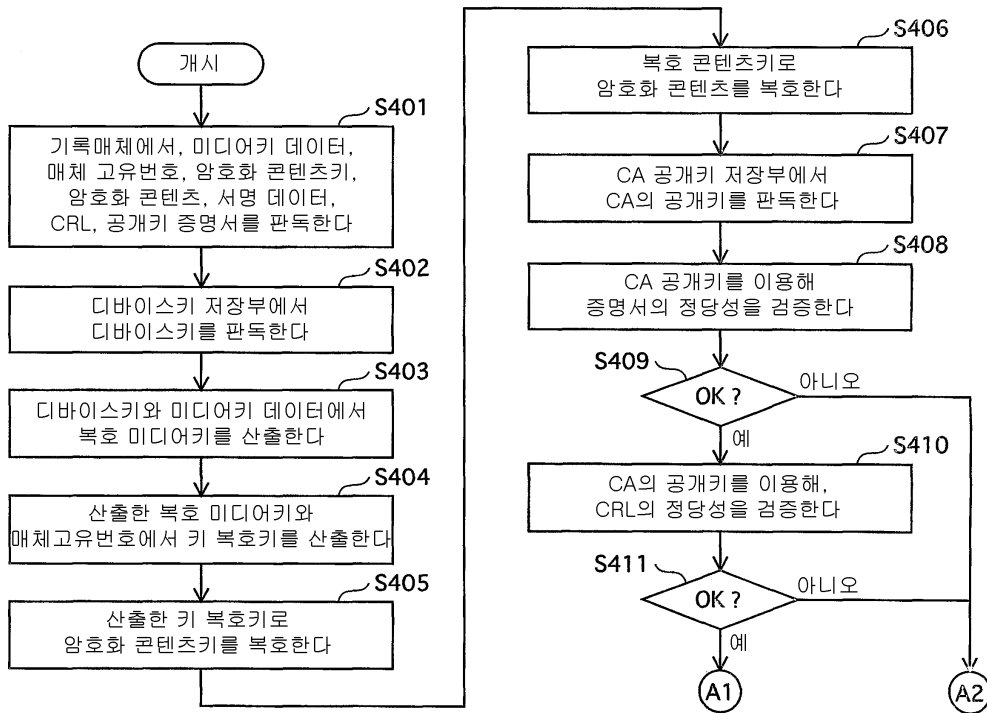 개시
S401
기록매체에서, 미디어키 데이터,
매체 고유번호, 암호화 콘텐츠키,
암호화 콘텐츠, 서명 데이터,
CRL, 공개키 증명서를 판독한다
S402
디바이스키 저장부에서
디바이스키를 판독한다
S403
디바이스키와 미디어키 데이터에서
복호 미디어키를 산출한다
S404
산출한 복호 미디어키와
매체고유번호에서 키 복호키를 산출한다
S405
산출한 키 복호키로
암호화 콘텐츠키를 복호한다
S406
복호 콘텐츠키로
암호화 콘텐츠를 복호한다
S407
CA 공개키 저장부에서
CA의 공개키를 판독한다
S408
CA 공개키를 이용해
증명서의 정당성을 검증한다
S409
OK ?
아니오
예
S410
CA의 공개키를 이용해,
CRL의 정당성을 검증한다
S411
OK ?
아니오
예
A1
A2